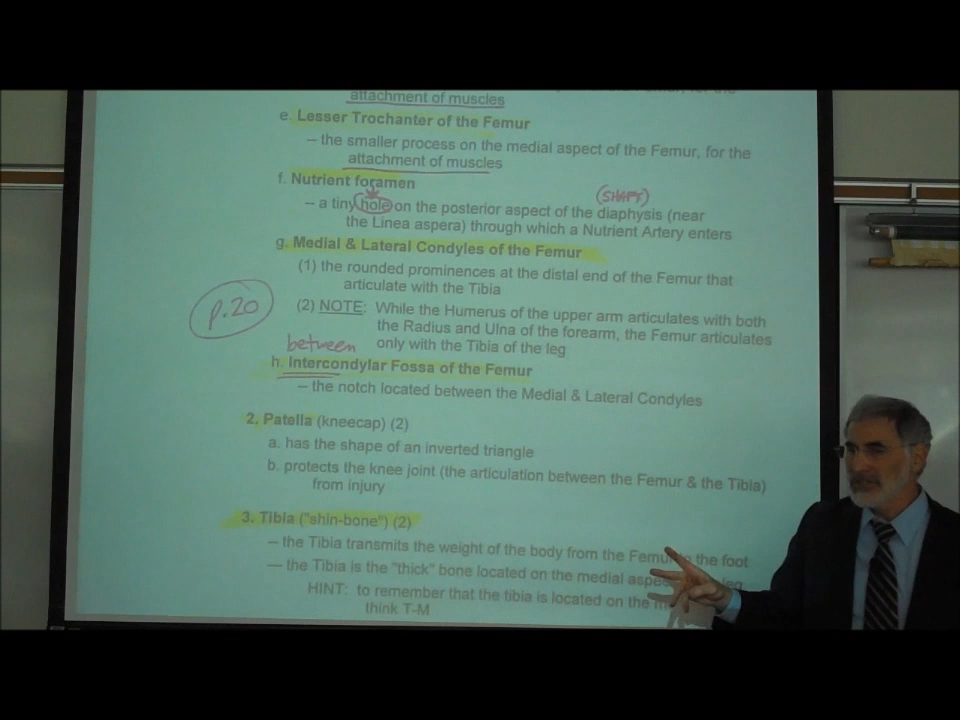 attachment of muscles
e. Lesser Trochanter of the Femur
– the smaller process on the medial aspect of the Femur, for the
attachment of muscles
f. Nutrient foramen
(SHAFT)
– a tiny hole on the posterior aspect of the diaphysis (near
the Linea aspera) through which a Nutrient Artery enters
g. Medial & Lateral Condyles of the Femur
(1) the rounded prominences at the distal end of the Femur that
articulate with the Tibia
p.20
(2) NOTE: While the Humerus of the upper arm articulates with both
the Radius and Ulna of the forearm, the Femur articulates
only with the Tibia of the leg
between
h. Intercondylar Fossa of the Femur
– the notch located between the Medial & Lateral Condyles
2. Patella (kneecap) (2)
a. has the shape of an inverted triangle
b. protects the knee joint (the articulation between the Femur & the Tibia)
from injury
3. Tibia ("shin-bone") (2)
– the Tibia transmits the weight of the body from the Femur the foot
— the Tibia is the "thick" bone located on the medial leg
HINT: to remember that the tibia is located on the
think T-M